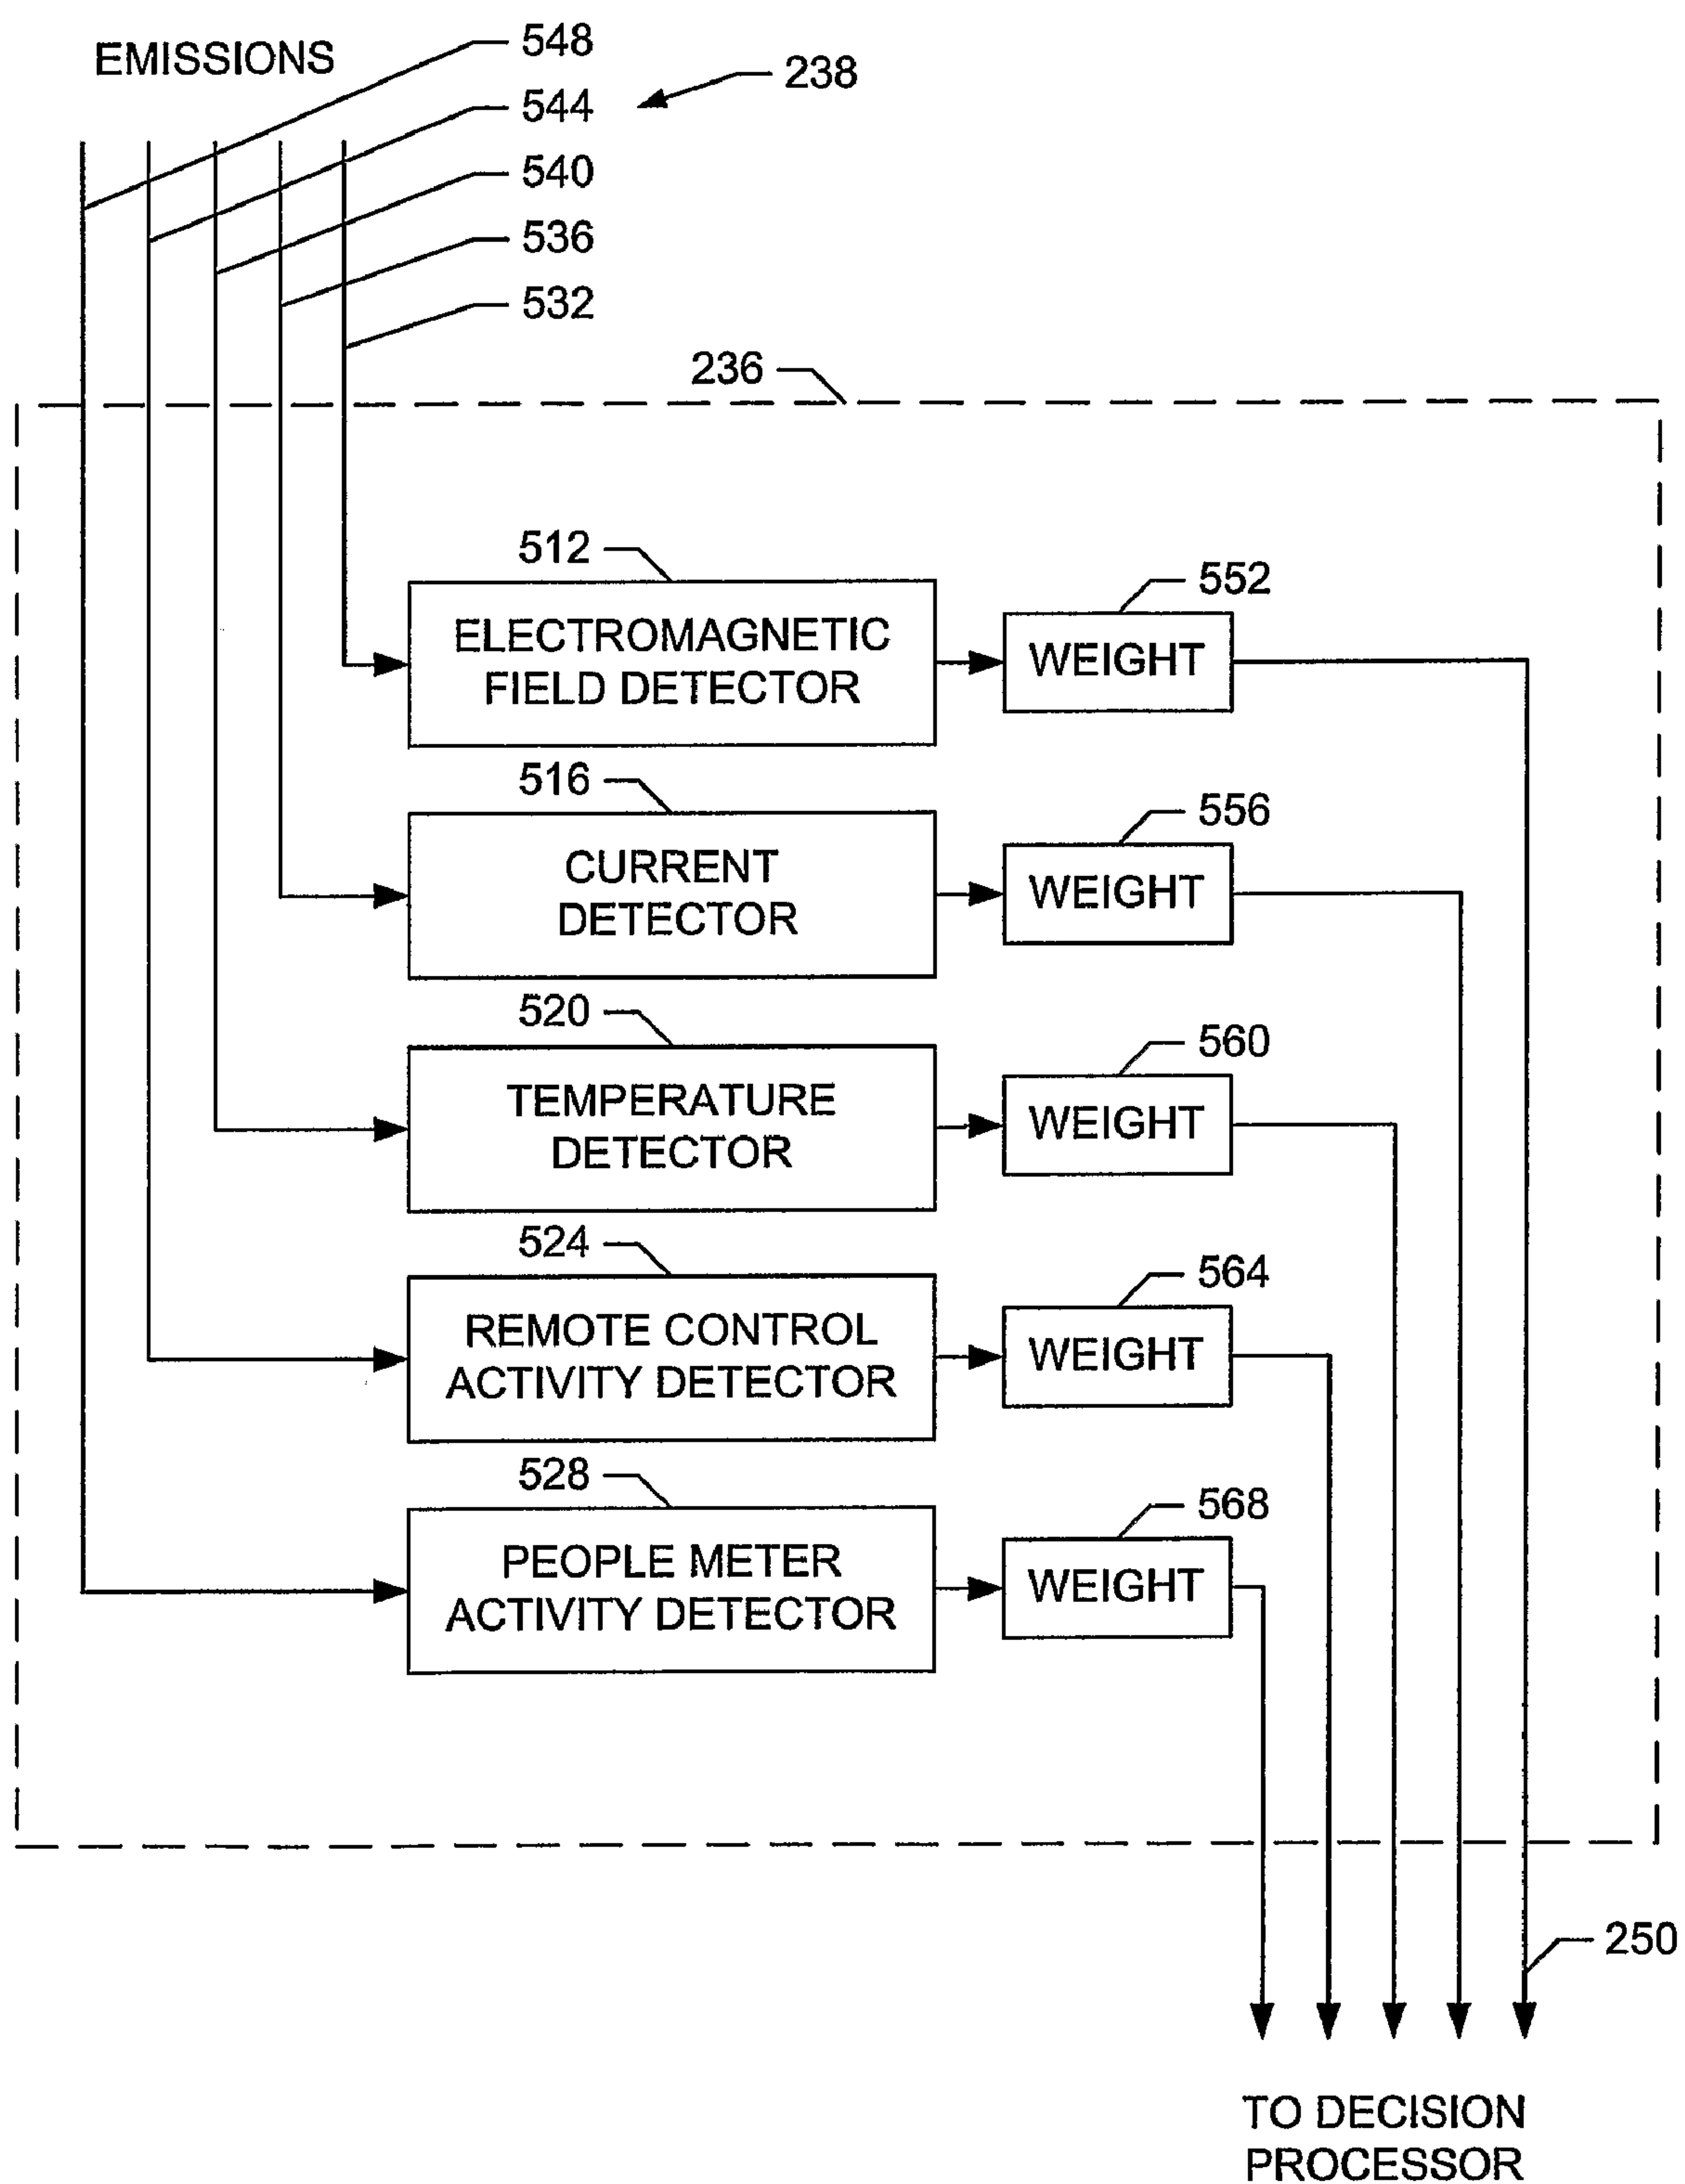 EMISSIONS
548
544
238
540
536
532
236
512
ELECTROMAGNETIC
FIELD DETECTOR
552
WEIGHT
516
CURRENT
DETECTOR
556
WEIGHT
520
TEMPERATURE
DETECTOR
560
WEIGHT
524
REMOTE CONTROL
ACTIVITY DETECTOR
564
WEIGHT
528
PEOPLE METER
ACTIVITY DETECTOR
568
WEIGHT
250
TO DECISION
PROCESSOR